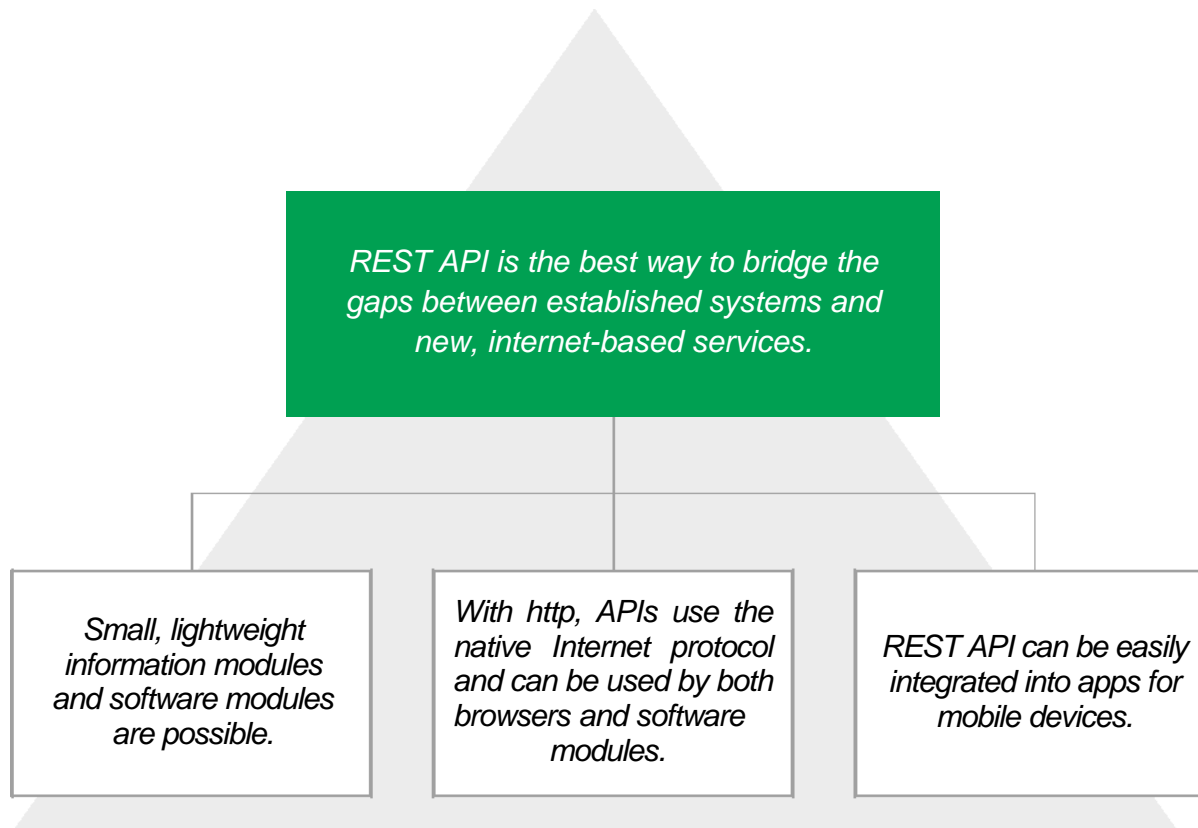 REST API is the best way to bridge the
gaps between established systems and
new, internet-based services.
Small, lightweight
information modules
and software modules
are possible.
With http, APIs use the
native Internet protocol
and can be used by both
browsers and software
modules.
REST API can be easily
integrated into apps for
mobile devices.